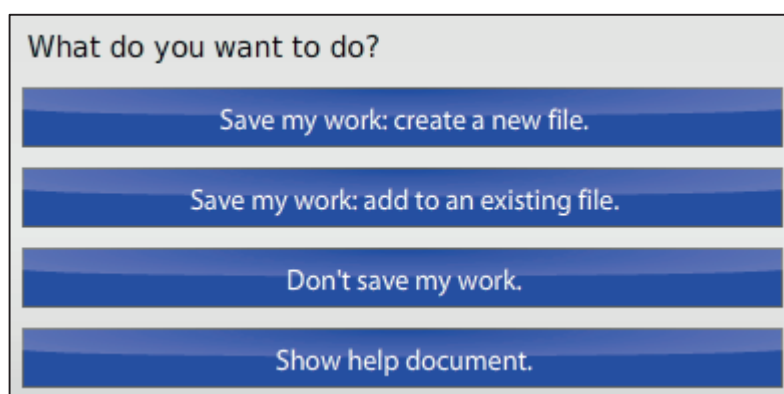 What do you want to do?
Save my work: create a new file.
Save my work: add to an existing file.
Don't save my work.
Show help document.